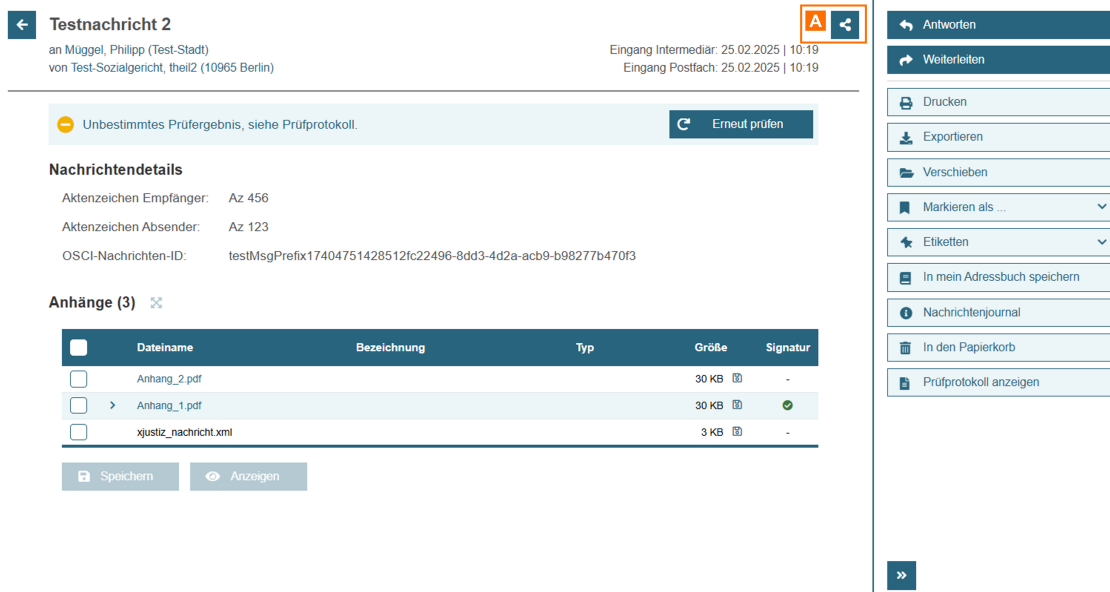 Testnachricht 2
A
an Müggel, Philipp (Test-Stadt)
von Test-Sozialgericht, theil2 (10965 Berlin)
Eingang Intermediär: 25.02.2025 | 10:19
Eingang Postfach: 25.02.2025 | 10:19
Unbestimmtes Prüfergebnis, siehe Prüfprotokoll.
Erneut prüfen
Nachrichtendetails
Aktenzeichen Empfänger: Az 456
Aktenzeichen Absender: Az 123
OSCI-Nachrichten-ID: testMsgPrefix17404751428512fc22496-8dd3-4d2a-acb9-b98277b470f3
Anhänge (3)
Dateiname Bezeichnung Typ Größe Signatur
Anhang_2.pdf 30 KB -
Anhang_1.pdf 30 KB
xjustiz_nachricht.xml 3 KB -
Speichern Anzeigen
Antworten
Weiterleiten
Drucken
Exportieren
Verschieben
Markieren als ...
Etiketten
In mein Adressbuch speichern
Nachrichtenjournal
In den Papierkorb
Prüfprotokoll anzeigen